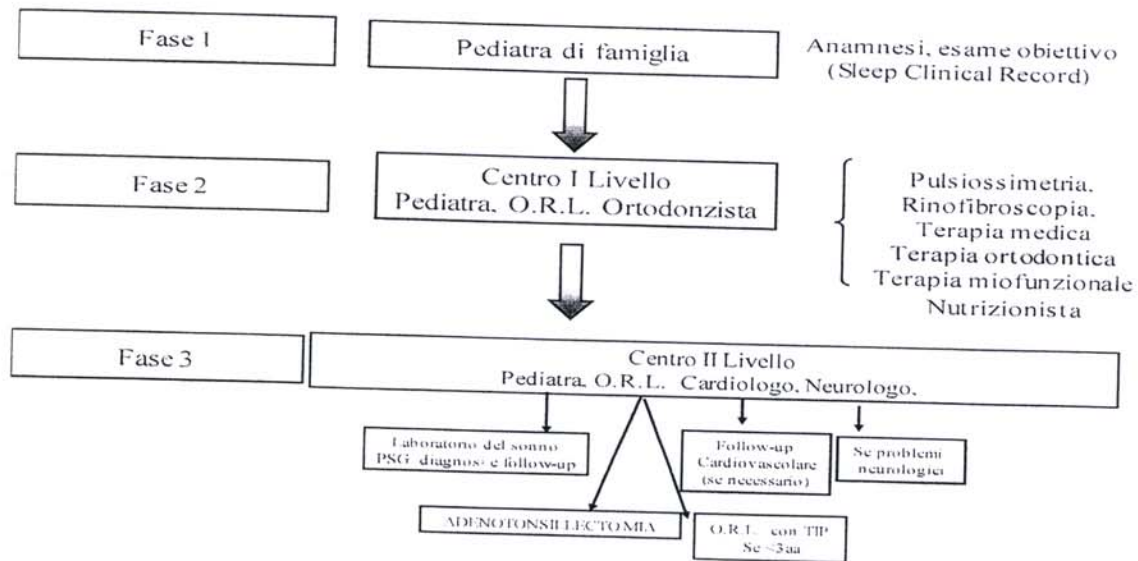 Fase 1
Pediatra di famiglia
Anamnesi, esame obiettivo
(Sleep Clinical Record)
Fase 2
Centro I Livello
Pediatra, O.R.L. Ortodonzista
Pulsiossimetria,
Rinofibroscopia,
Terapia medica
Terapia ortodontica
Terapia miofunzionale
Nutrizionista
Fase 3
Centro II Livello
Pediatra, O.R.L. Cardiologo, Neurologo,
Laboratorio del sonno
PSG diagnosi e follow-up
Follow-up
Cardiovascolare
(se necessario)
Se problemi
neurologici
ADENOTONSILLECTOMIA
O.R.L. con TIP
Se <3aa